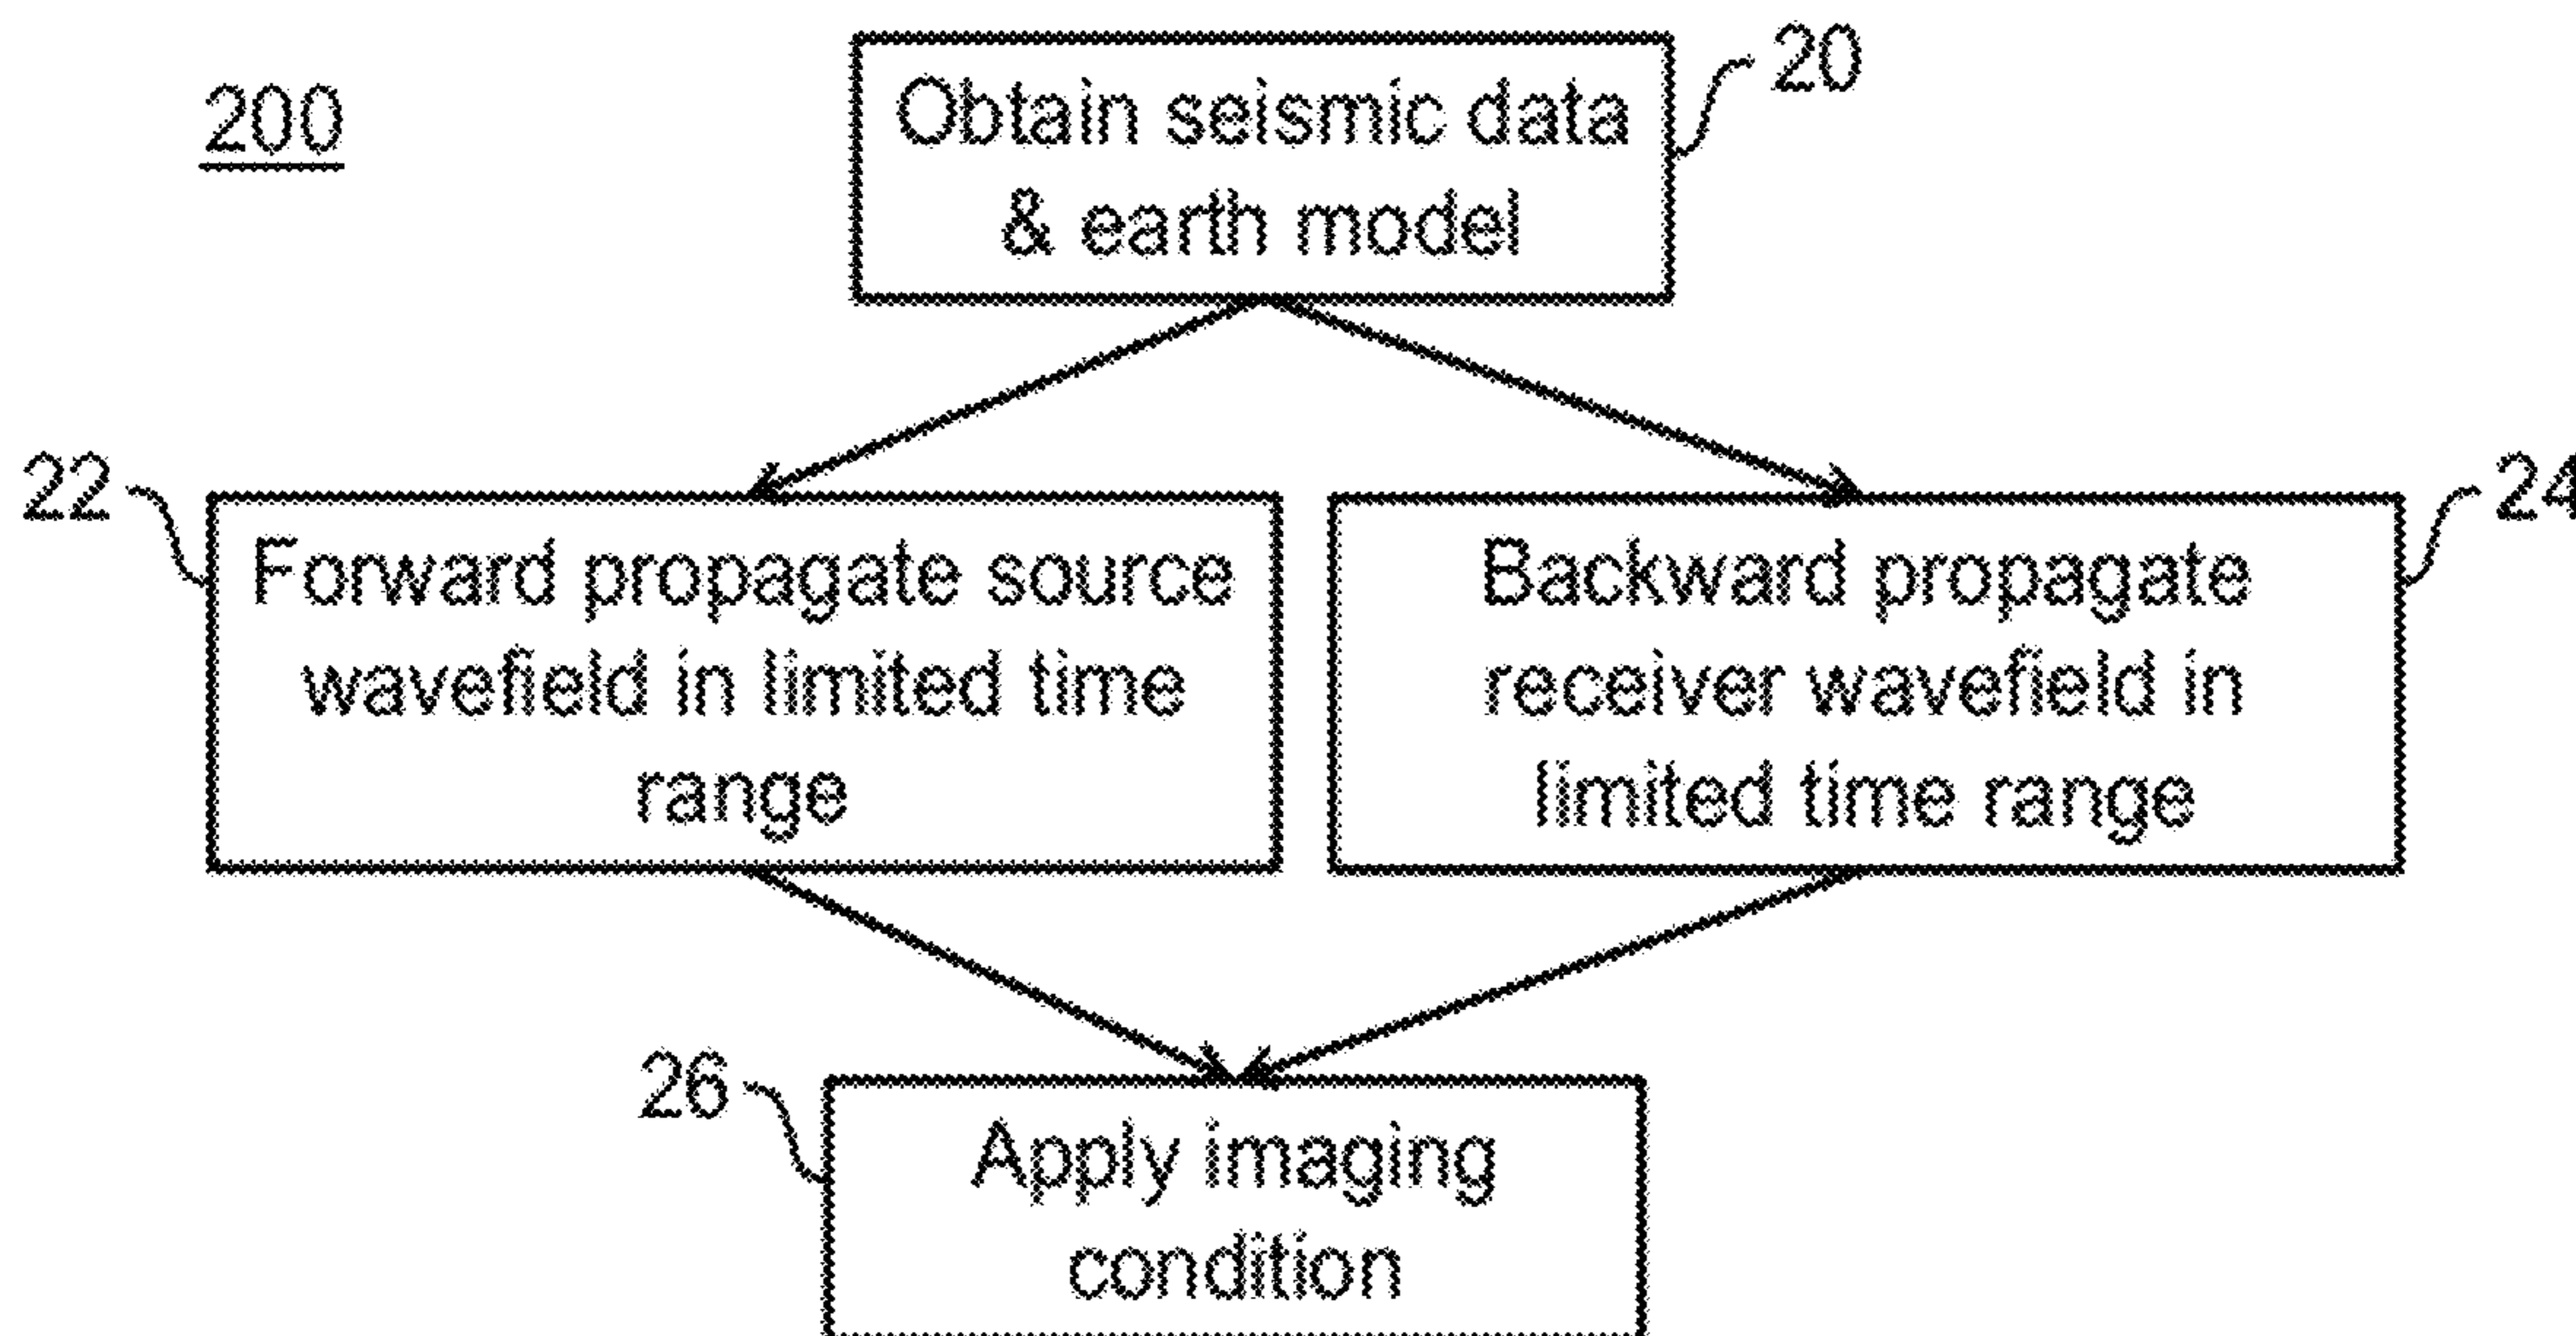 200
Obtain seismic data
& earth model
20
22
Forward propagate source
wavefield in limited time
range
Backward propagate
receiver wavefield in
limited time range
24
26
Apply imaging
condition